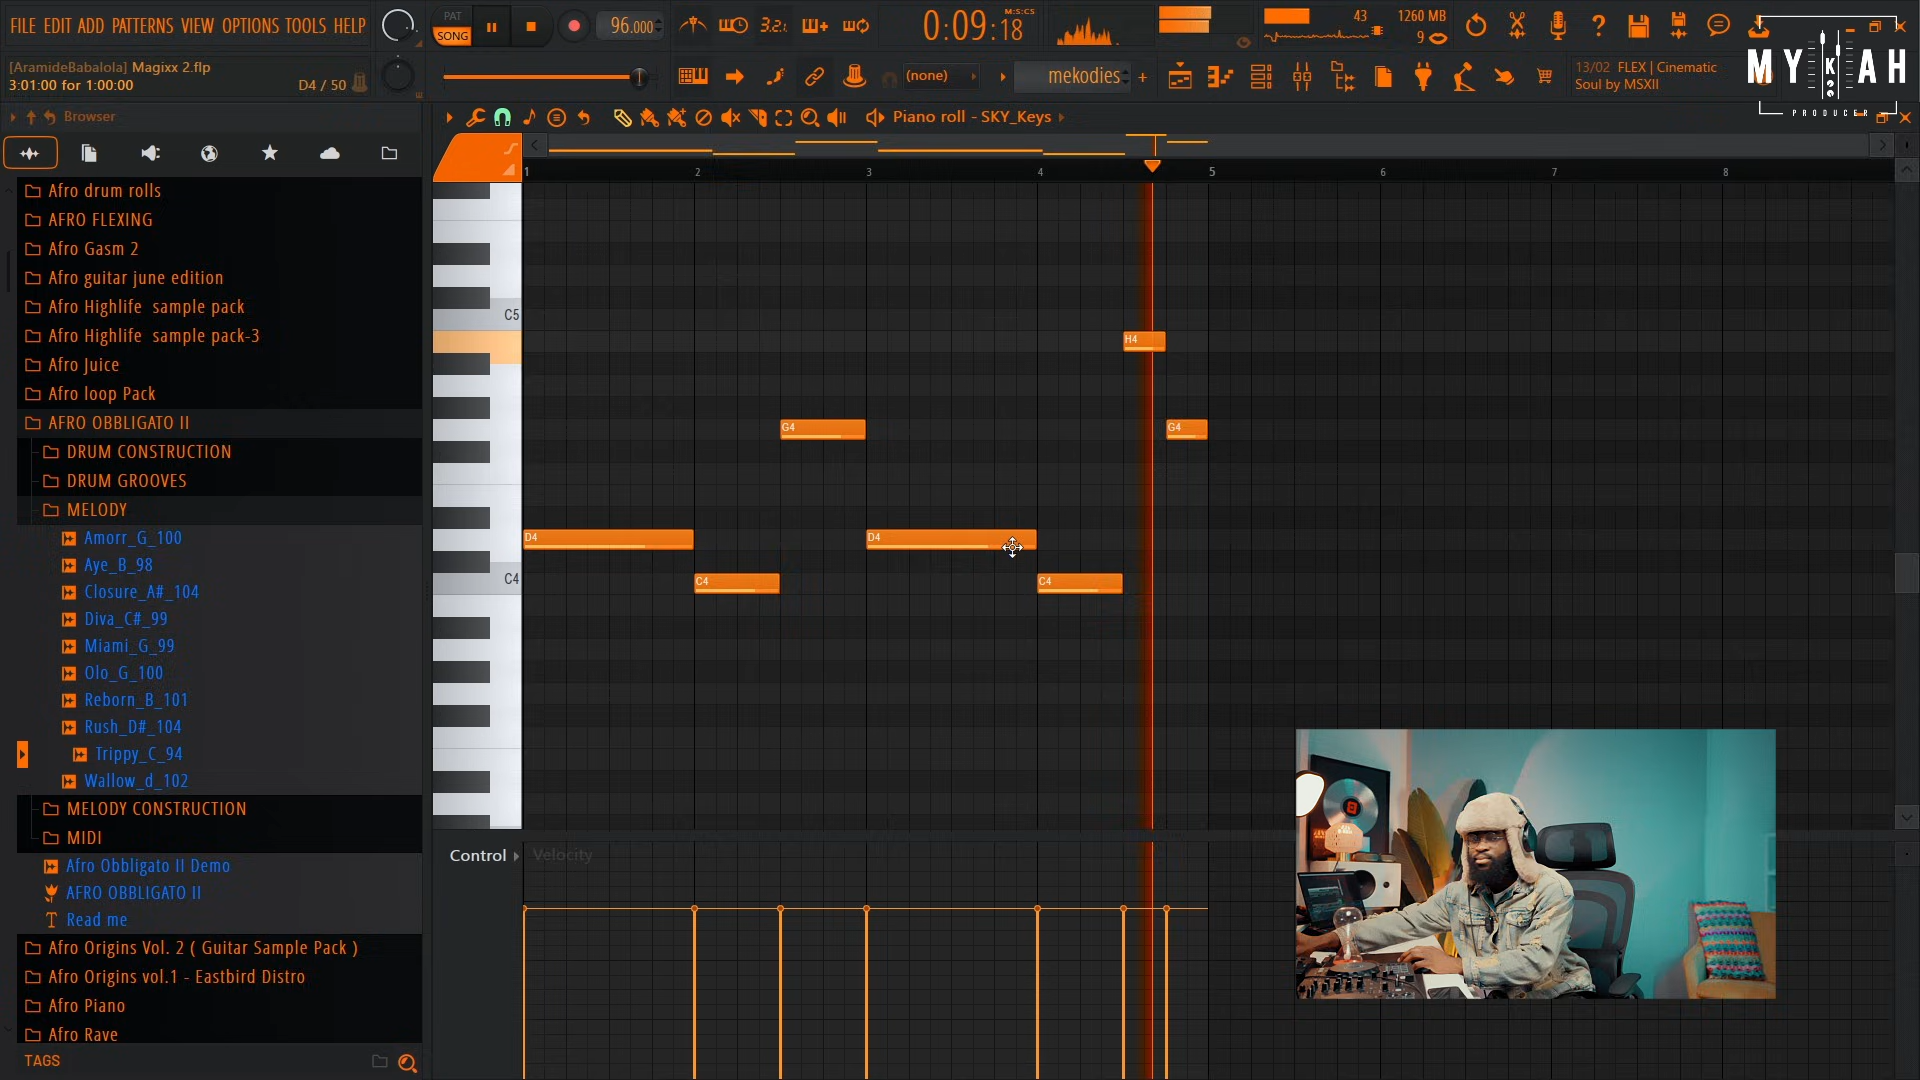 FILE EDIT ADD PATTERNS VIEW OPTIONS TOOLS HELP
PAT
SONG
96.000
3.2.
0:09:18
M:S:CS
43
1260 MB
9
[AramideBabalola] Magixx 2.flp
3:01:00 for 1:00:00
D4 / 50
(none)
mekodies
13/02 FLEX | Cinematic
Soul by MSXII
MYKAH
PRODUCER
Browser
Piano roll - SKY_Keys
1 2 3 4 5 6 7 8
Afro drum rolls
AFRO FLEXING
Afro Gasm 2
Afro guitar june edition
Afro Highlife sample pack
Afro Highlife sample pack-3
Afro Juice
Afro loop Pack
AFRO OBBLIGATO II
DRUM CONSTRUCTION
DRUM GROOVES
MELODY
Amorr_G_100
Aye_B_98
Closure_A#_104
Diva_C#_99
Miami_G_99
Olo_G_100
Reborn_B_101
Rush_D#_104
Trippy_C_94
Wallow_d_102
MELODY CONSTRUCTION
MIDI
Afro Obbligato II Demo
AFRO OBBLIGATO II
Read me
Afro Origins Vol. 2 ( Guitar Sample Pack )
Afro Origins vol.1 - Eastbird Distro
Afro Piano
Afro Rave
TAGS
C5
H4
G4
G4
D4
D4
C4
C4
C4
Control
Velocity